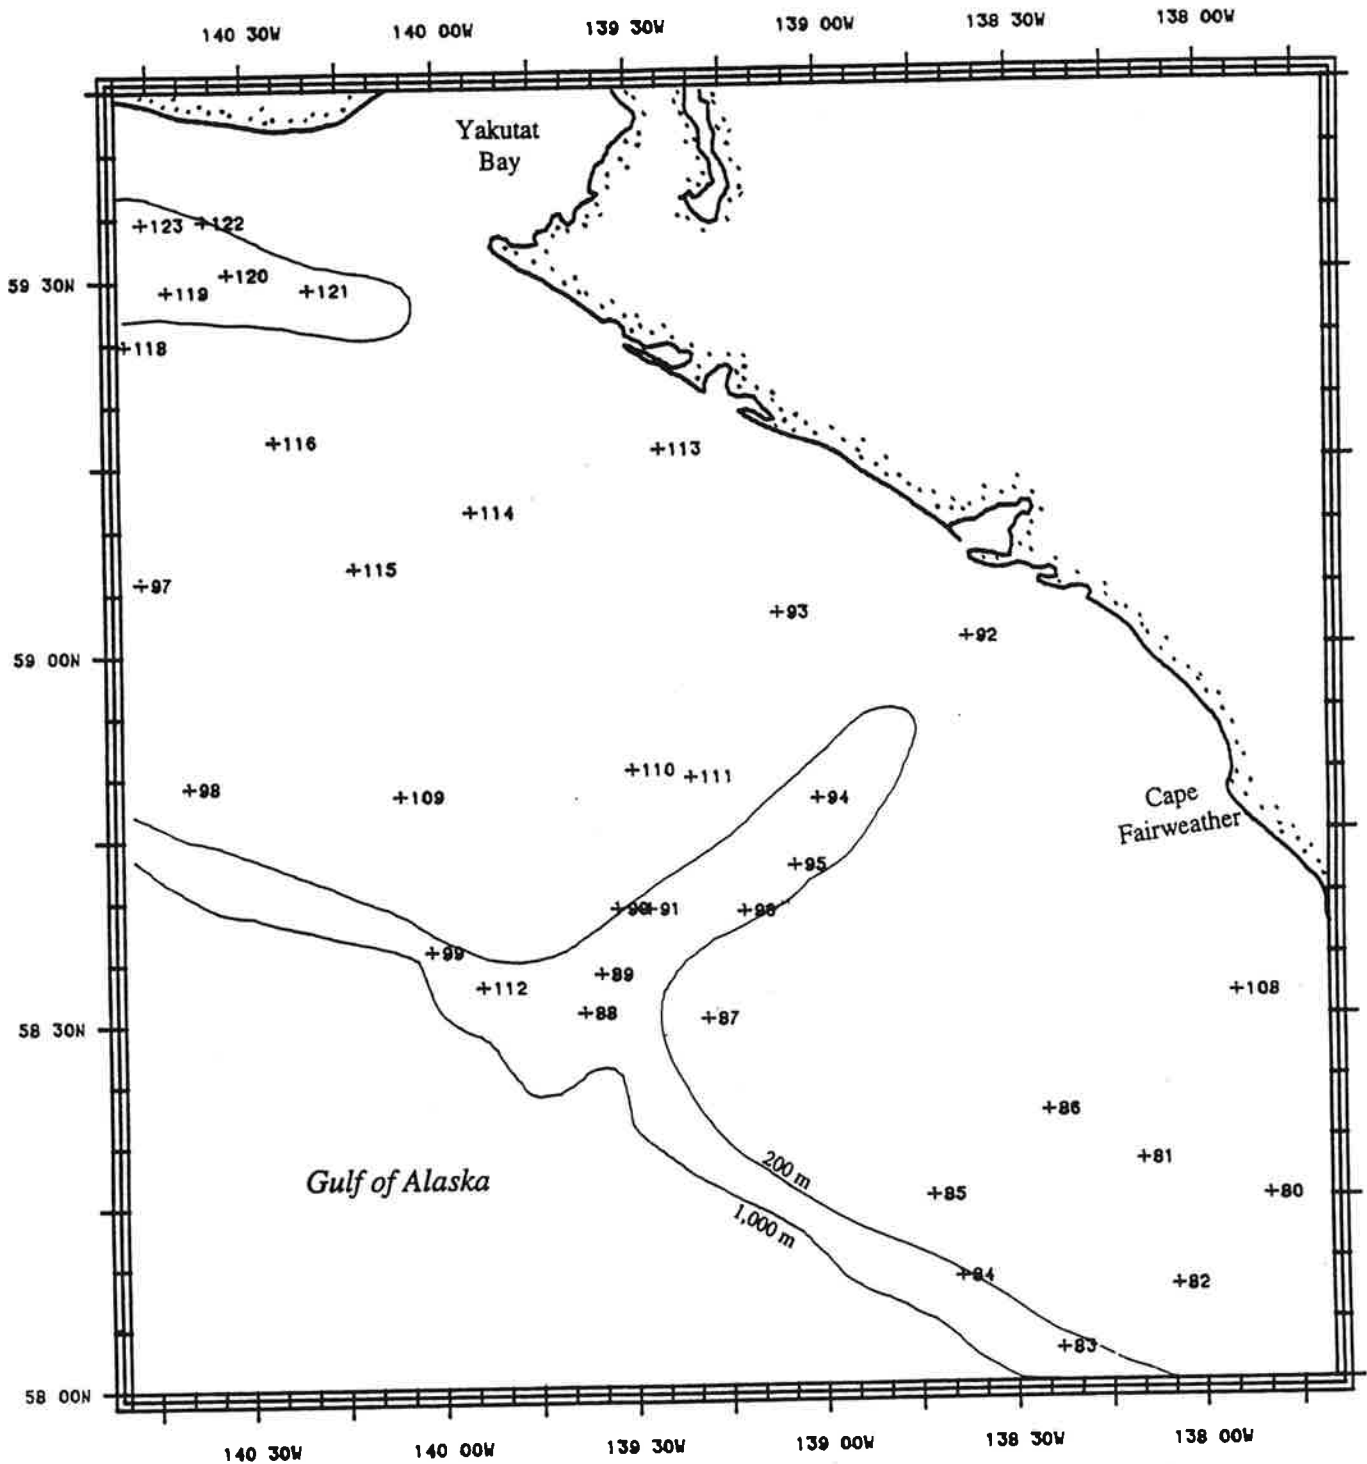 140 30W 140 00W 139 30W 139 00W 138 30W 138 00W
Yakutat
Bay
+123 +122
+120
59 30N
+119 +121
+118
+116 +113
+114
+115
+97
+93
+92
59 00N
+110 +111
+98 +109 +94
Cape
Fairweather
+95
+90 +91 +96
+99
+89
+112 +108
+88 +87
58 30N
+86
+81
200 m
Gulf of Alaska
+85 +80
1,000 m
+84 +82
+83
58 00N
140 30W 140 00W 139 30W 139 00W 138 30W 138 00W